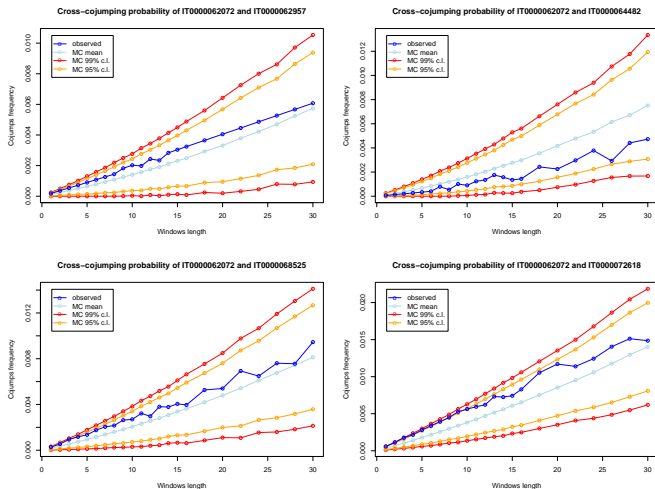 Cross-cojumping probability of IT0000062072 and IT0000062957
Cojumps frequency
0.000 0.002 0.004 0.006 0.008 0.010
observed
MC mean
MC 99% c.l.
MC 95% c.l.
0 5 10 15 20 25 30
Windows length
Cross-cojumping probability of IT0000062072 and IT0000064482
Cojumps frequency
0.000 0.002 0.004 0.006 0.008 0.012
observed
MC mean
MC 99% c.l.
MC 95% c.l.
0 5 10 15 20 25 30
Windows length
Cross-cojumping probability of IT0000062072 and IT0000068525
Cojumps frequency
0.000 0.004 0.008 0.012
observed
MC mean
MC 99% c.l.
MC 95% c.l.
0 5 10 15 20 25 30
Windows length
Cross-cojumping probability of IT0000062072 and IT0000072618
Cojumps frequency
0.000 0.005 0.010 0.015 0.020
observed
MC mean
MC 99% c.l.
MC 95% c.l.
0 5 10 15 20 25 30
Windows length